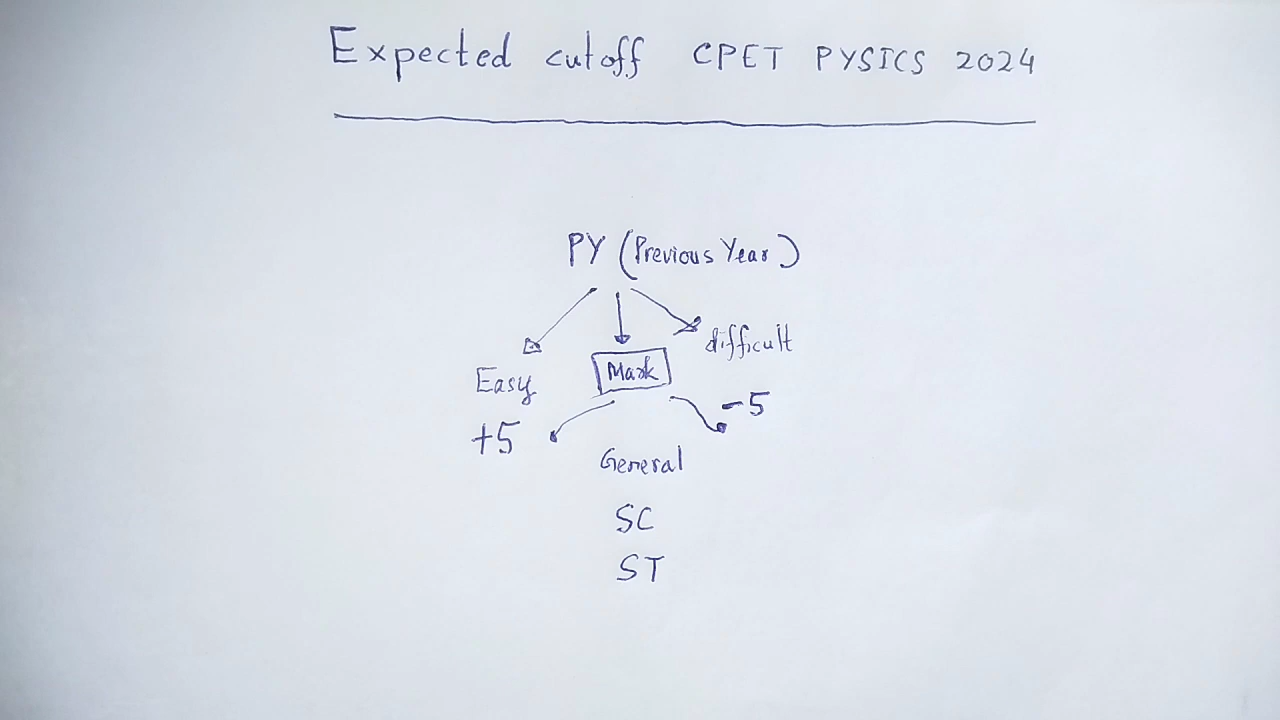 Expected cutoff CPET PYSICS 2024
PY (Previous Year)
difficult
Easy
Mark
-5
+5
General
SC
ST